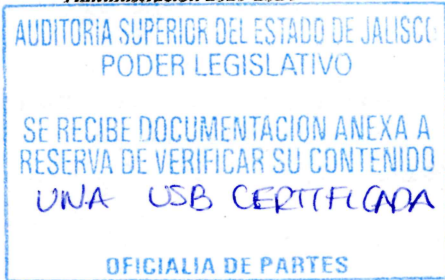 AUDITORIA SUPERIOR DEL ESTADO DE JALISCO
PODER LEGISLATIVO
SE RECIBE DOCUMENTACION ANEXA A
RESERVA DE VERIFICAR SU CONTENIDO
UNA USB CERTIFICADA
OFICIALIA DE PARTES